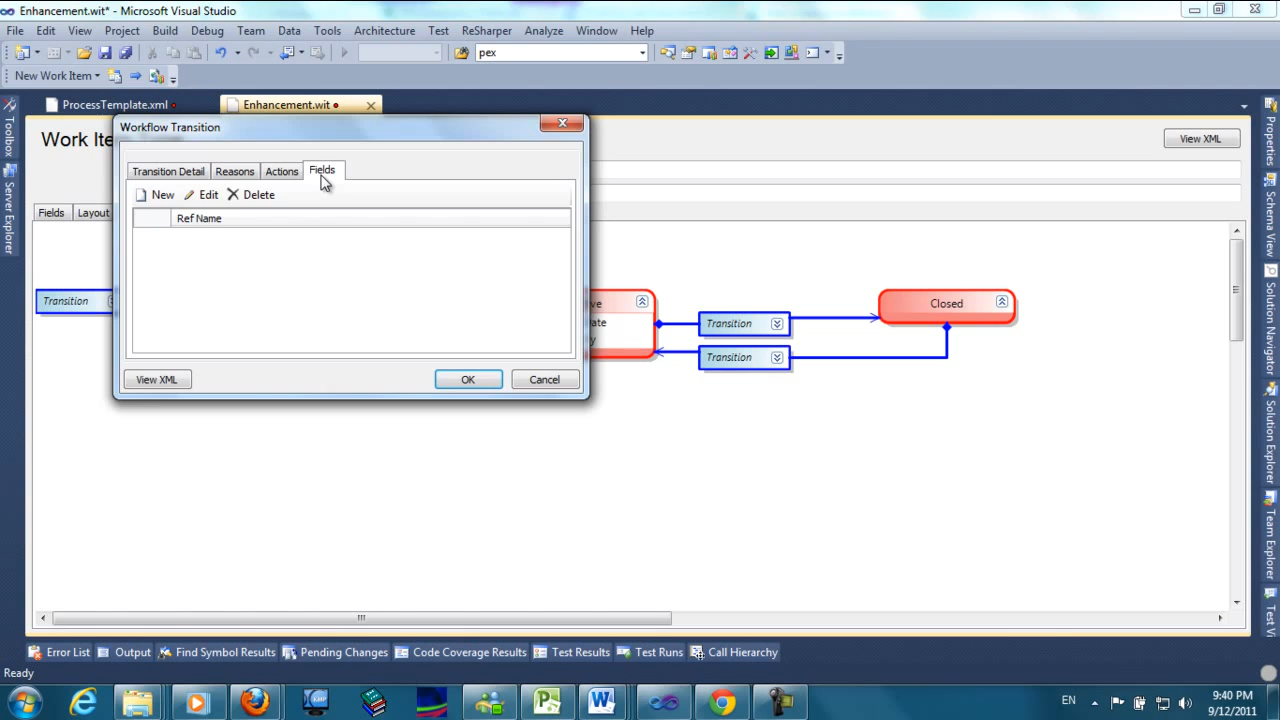 Enhancement.wit* - Microsoft Visual Studio
File Edit View Project Build Debug Team Data Tools Architecture Test ReSharper Analyze Window Help
pex
New Work Item
ProcessTemplate.xml
Enhancement.wit
Toolbox
Server Explorer
Work Ite
View XML
Fields Layout
Workflow Transition
Transition Detail Reasons Actions Fields
New Edit Delete
Ref Name
View XML OK Cancel
Transition
ve
ate
y
Transition
Transition
Closed
Properties
Schema View
Solution Navigator
Solution Explorer
Team Explorer
Error List Output Find Symbol Results Pending Changes Code Coverage Results Test Results Test Runs Call Hierarchy
Ready
EN
9:40 PM
9/12/2011